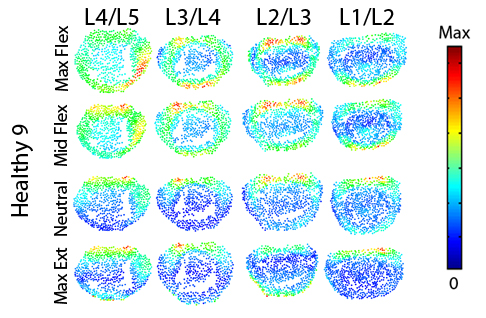 L4/L5 L3/L4 L2/L3 L1/L2
Max
Max Flex
Mid Flex
Healthy 9
Neutral
Max Ext
0